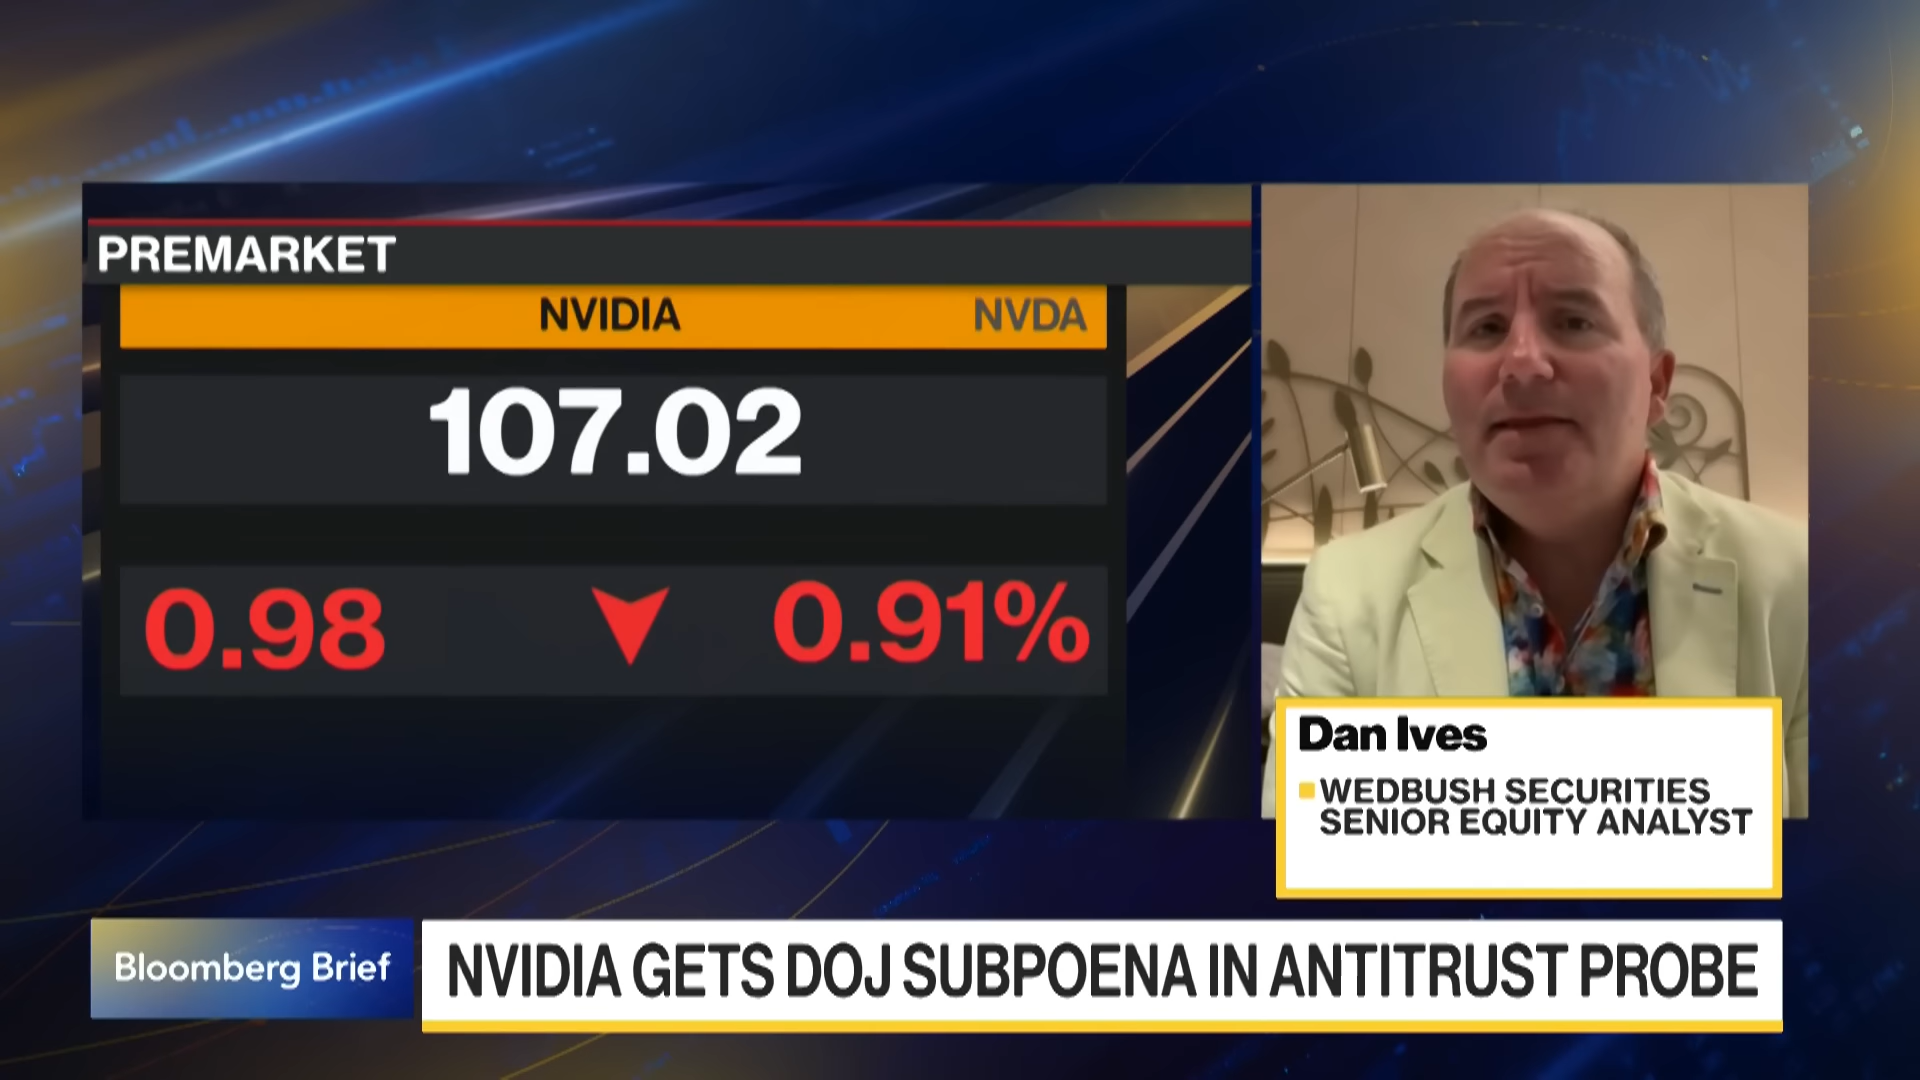 PREMARKET
NVIDIA NVDA
107.02
0.98 0.91%
Dan Ives
WEDBUSH SECURITIES
SENIOR EQUITY ANALYST
Bloomberg Brief
NVIDIA GETS DOJ SUBPOENA IN ANTITRUST PROBE